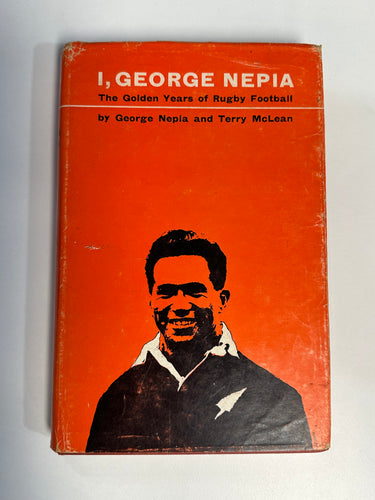 I, GEORGE NEPIA
The Golden Years of Rugby Football
by George Nepia and Terry McLean